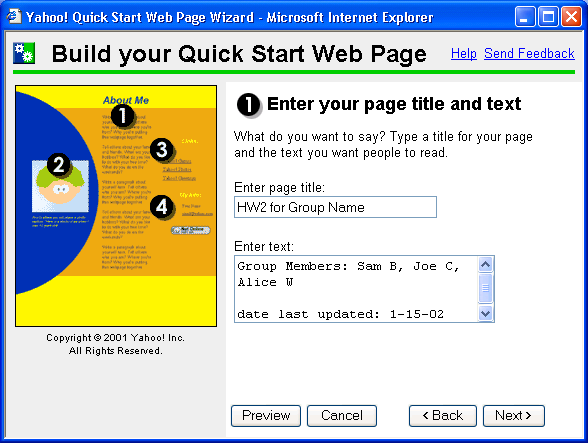 Yahoo! Quick Start Web Page Wizard - Microsoft Internet Explorer
Build your Quick Start Web Page
Help Send Feedback
About Me
1
2
3
4
Copyright © 2001 Yahoo! Inc.
All Rights Reserved.
1 Enter your page title and text
What do you want to say? Type a title for your page
and the text you want people to read.
Enter page title:
HW2 for Group Name
Enter text:
Group Members: Sam B, Joe C,
Alice W
date last updated: 1-15-02
Preview Cancel < Back Next >